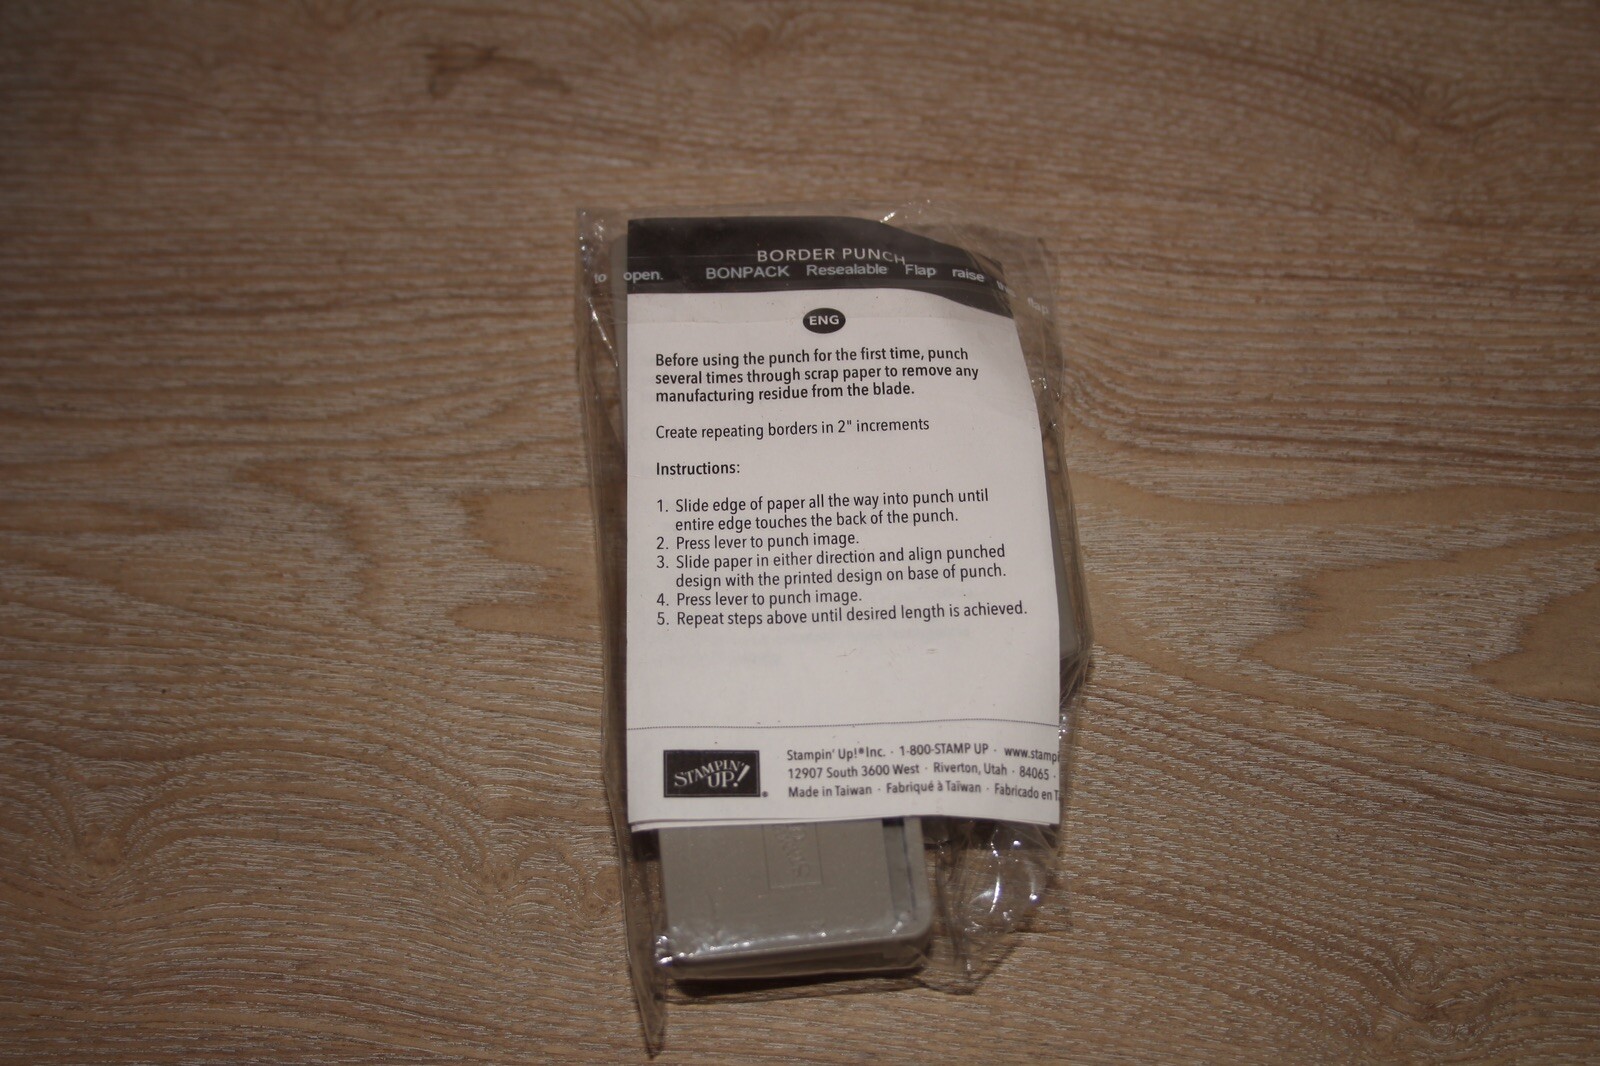 BORDER PUNCH
to open. BONPACK Resealable Flap raise
ENG
Before using the punch for the first time, punch
several times through scrap paper to remove any
manufacturing residue from the blade.
Create repeating borders in 2" increments
Instructions:
1. Slide edge of paper all the way into punch until
entire edge touches the back of the punch.
2. Press lever to punch image.
3. Slide paper in either direction and align punched
design with the printed design on base of punch.
4. Press lever to punch image.
5. Repeat steps above until desired length is achieved.
STAMPIN'
UP!
Stampin' Up!® Inc. · 1-800-STAMP UP · www.stampi
12907 South 3600 West · Riverton, Utah · 84065 ·
Made in Taiwan · Fabriqué à Taïwan · Fabricado en T